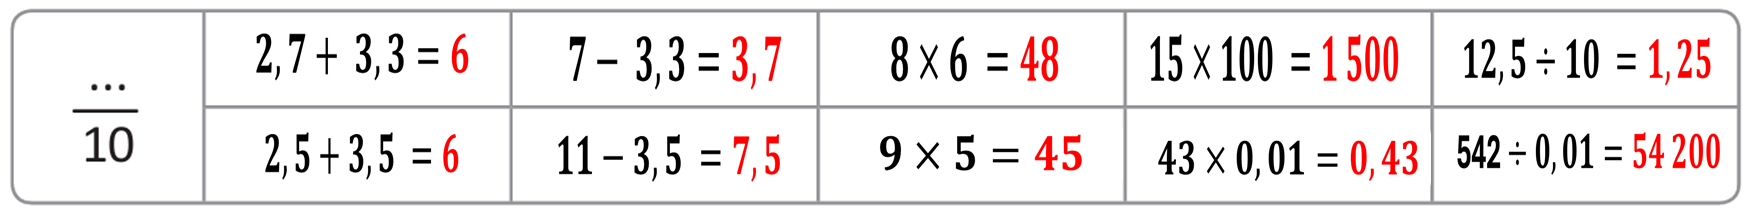 ...
10
2,7 + 3,3 = 6
7 − 3,3 = 3,7
8 × 6 = 48
15 × 100 = 1 500
12,5 ÷ 10 = 1,25
2,5 + 3,5 = 6
11 − 3,5 = 7,5
9 × 5 = 45
43 × 0,01 = 0,43
542 ÷ 0,01 = 54 200